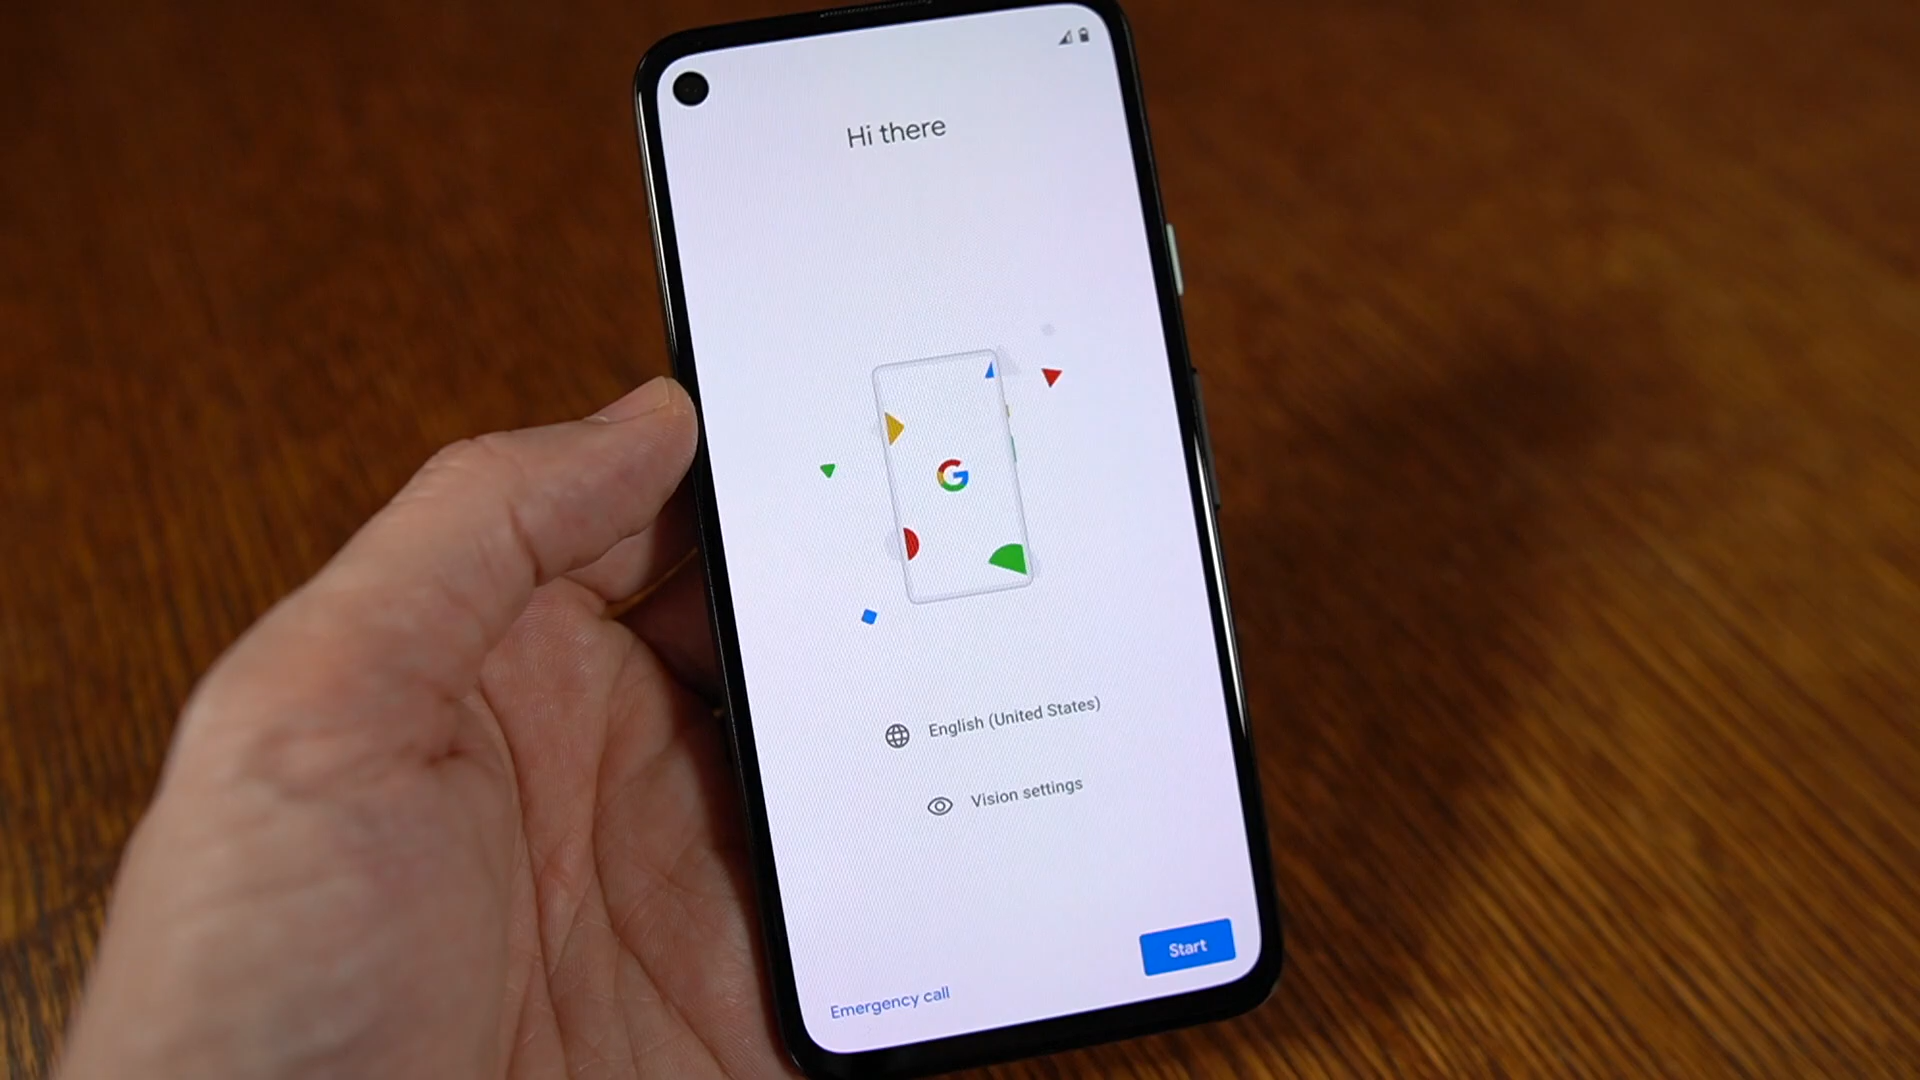 Hi there
G
English (United States)
Vision settings
Start
Emergency call